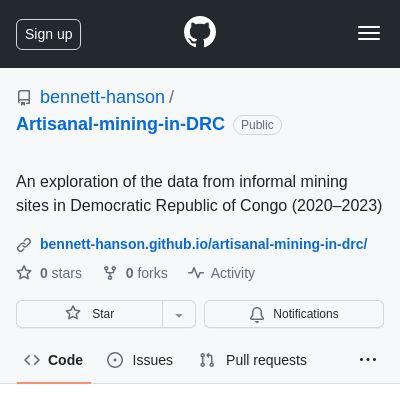 Sign up
bennett-hanson /
Artisanal-mining-in-DRC Public
An exploration of the data from informal mining
sites in Democratic Republic of Congo (2020–2023)
bennett-hanson.github.io/artisanal-mining-in-drc/
0 stars 0 forks Activity
Star Notifications
Code Issues Pull requests